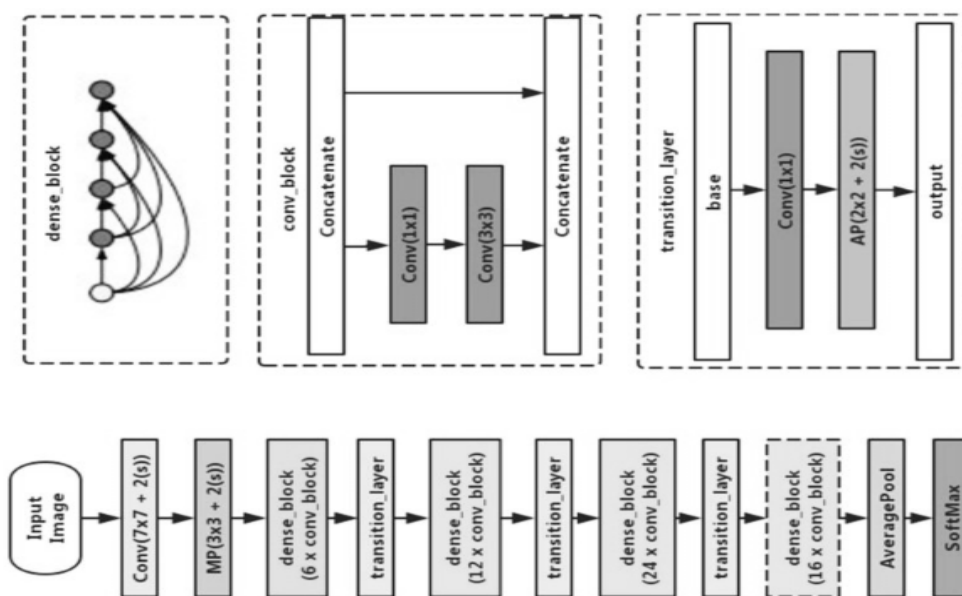 dense_block
conv_block
Concatenate
Conv(1x1)
Conv(3x3)
Concatenate
transition_layer
base
Conv(1x1)
AP(2x2 + 2(s))
output
Input
Image
Conv(7x7 + 2(s))
MP(3x3 + 2(s))
dense_block
(6 x conv_block)
transition_layer
dense_block
(12 x conv_block)
transition_layer
dense_block
(24 x conv_block)
transition_layer
dense_block
(16 x conv_block)
AveragePool
SoftMax